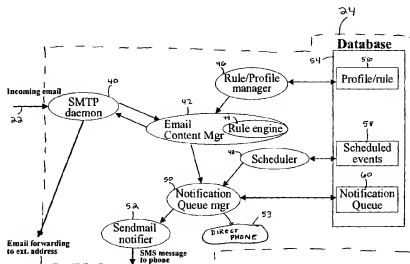 24
Database
54
56
Profile/rule
46
Rule/Profile
manager
40
Incoming email
SMTP
daemon
22
42
44
Email
Content Mgr
Rule engine
58
Scheduled
events
48
Scheduler
60
Notification
Queue
50
Notification
Queue mgr
52
Sendmail
notifier
53
DIRECT
PHONE
Email forwarding
to ext. address
SMS message
to phone